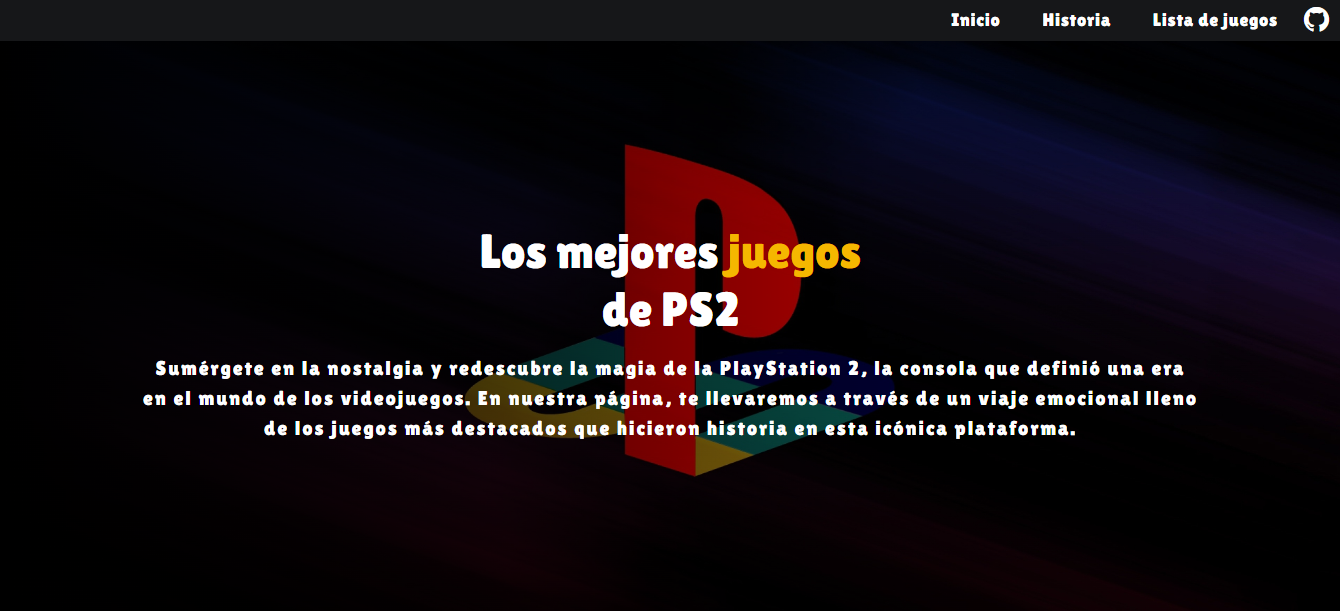 Inicio Historia Lista de juegos
Los mejores juegos
de PS2
Sumérgete en la nostalgia y redescubre la magia de la PlayStation 2, la consola que definió una era
en el mundo de los videojuegos. En nuestra página, te llevaremos a través de un viaje emocional lleno
de los juegos más destacados que hicieron historia en esta icónica plataforma.